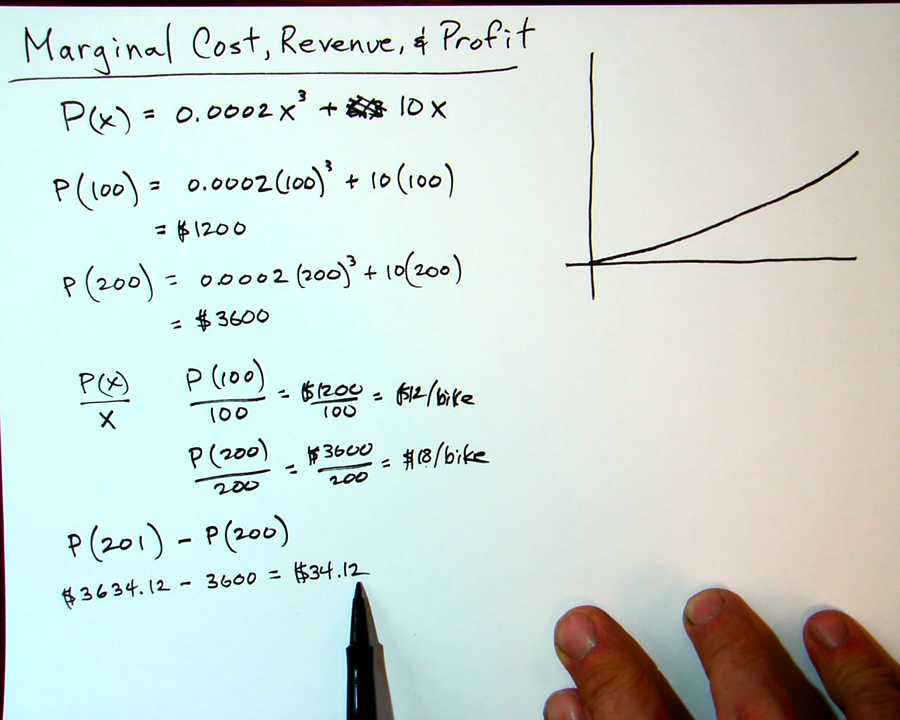 Marginal Cost, Revenue, & Profit
P(x) = 0.0002x³ + 10x
P(100) = 0.0002(100)³ + 10(100)
= $1200
P(200) = 0.0002(200)³ + 10(200)
= $3600
P(x)/x P(100)/100 = $1200/100 = $12/bike
P(200)/200 = $3600/200 = $18/bike
P(201) - P(200)
$3634.12 - 3600 = $34.12